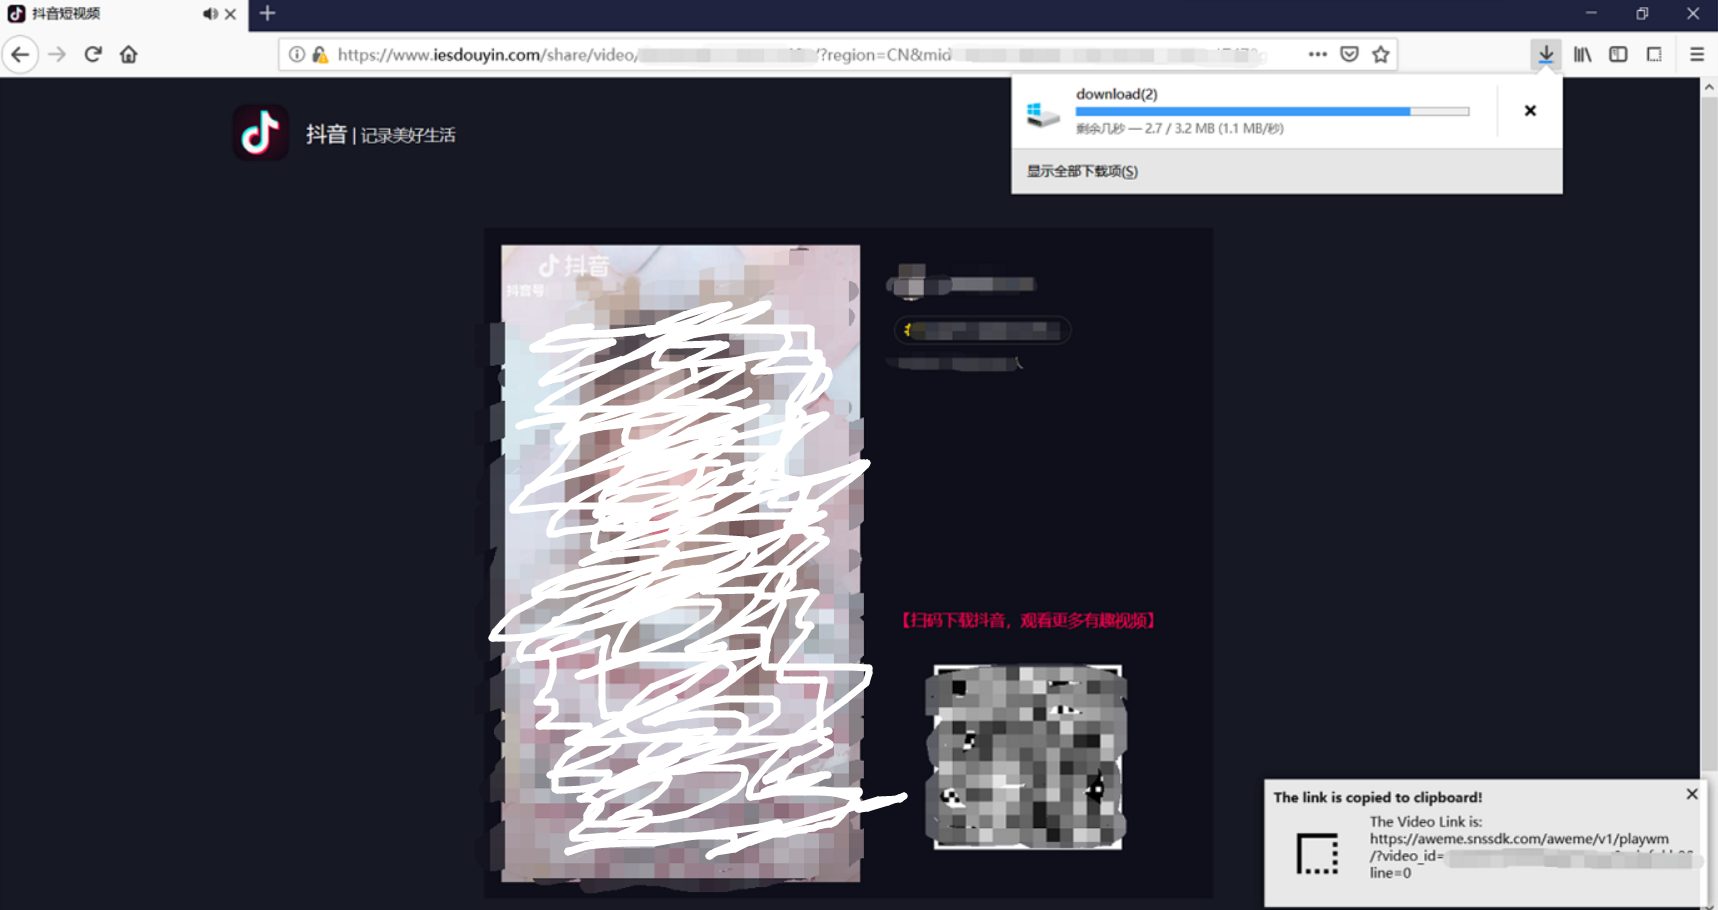 抖音短视频
https://www.iesdouyin.com/share/video/ /?region=CN&mid
download(2)
剩余几秒 — 2.7 / 3.2 MB (1.1 MB/秒)
显示全部下载项(S)
抖音 | 记录美好生活
抖音
抖音号
【扫码下载抖音，观看更多有趣视频】
The link is copied to clipboard!
The Video Link is:
https://aweme.snssdk.com/aweme/v1/playwm
/?video_id=
line=0